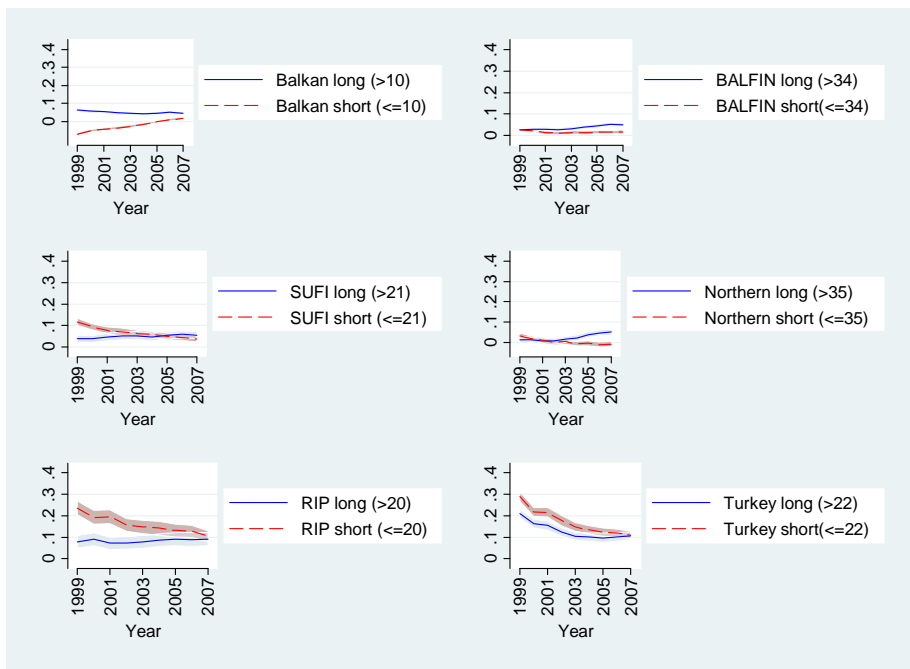 0 .1 .2 .3 .4
1999 2001 2003 2005 2007
Year
Balkan long (>10)
Balkan short (<=10)
0 .1 .2 .3 .4
1999 2001 2003 2005 2007
Year
BALFIN long (>34)
BALFIN short(<=34)
0 .1 .2 .3 .4
1999 2001 2003 2005 2007
Year
SUFI long (>21)
SUFI short (<=21)
0 .1 .2 .3 .4
1999 2001 2003 2005 2007
Year
Northern long (>35)
Northern short (<=35)
0 .1 .2 .3 .4
1999 2001 2003 2005 2007
Year
RIP long (>20)
RIP short (<=20)
0 .1 .2 .3 .4
1999 2001 2003 2005 2007
Year
Turkey long (>22)
Turkey short(<=22)